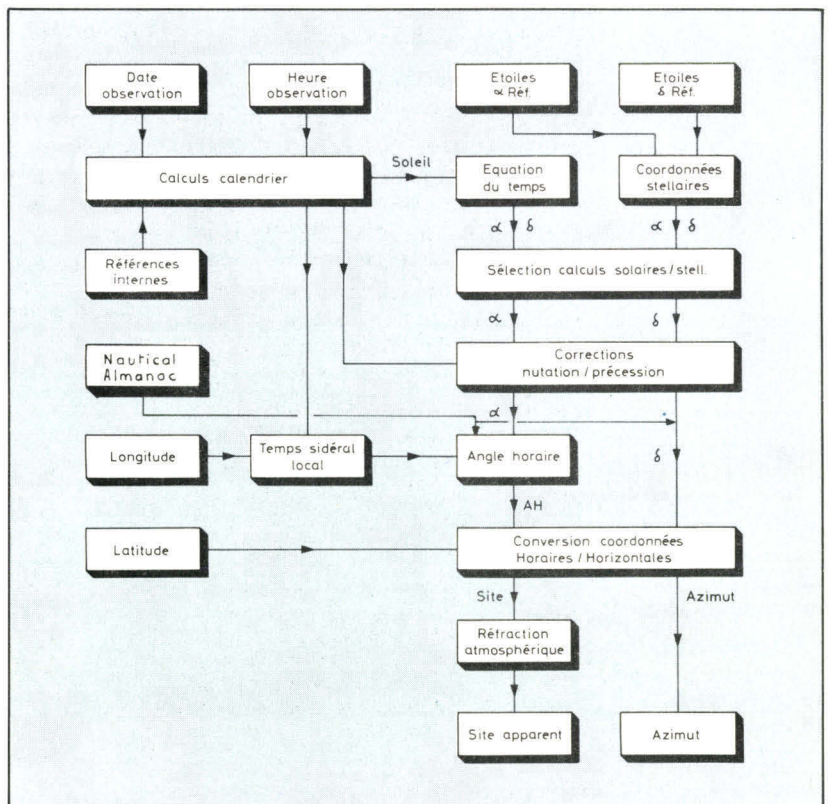 Date
observation
Heure
observation
Etoiles
α Réf.
Etoiles
δ Réf.
Calculs calendrier
Soleil
Equation
du temps
Coordonnées
stellaires
α δ
α δ
Références
internes
Sélection calculs solaires/stell.
α
δ
Nautical
Almanac
Corrections
nutation/précession
α
Longitude
Temps sidéral
local
Angle horaire
δ
AH
Latitude
Conversion coordonnées
Horaires/Horizontales
Site
Azimut
Réfraction
atmosphérique
Site apparent
Azimut